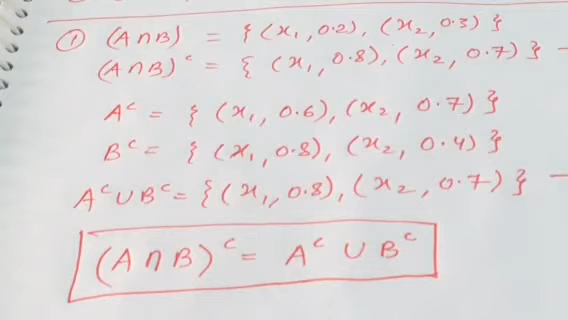 ① (A∩B) = {(x₁, 0.2), (x₂, 0.3)}
(A∩B)ᶜ = {(x₁, 0.8), (x₂, 0.7)} —
Aᶜ = {(x₁, 0.6), (x₂, 0.7)}
Bᶜ = {(x₁, 0.8), (x₂, 0.4)}
Aᶜ∪Bᶜ = {(x₁, 0.8), (x₂, 0.7)} —
(A∩B)ᶜ = Aᶜ ∪ Bᶜ